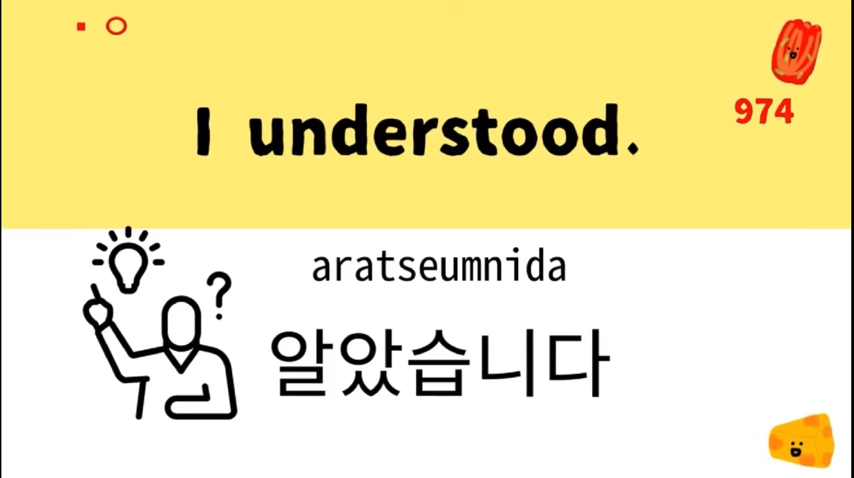 I understood.
974
aratseumnida
알았습니다